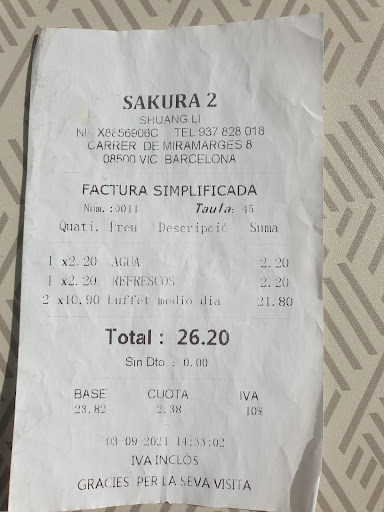 SAKURA 2
SHUANG LI
NI X8856906C TEL 937 828 018
CARRER DE MIRAMARGES 8
08500 VIC BARCELONA
FACTURA SIMPLIFICADA
Num.:0011 Taula: 45
Quati. Preu Descripció Suma
1 x2.20 AGUA 2.20
1 x2.20 REFRESCOS 2.20
2 x10.90 Buffet medio dia 21.80
Total : 26.20
Sin Dto : 0.00
BASE CUOTA IVA
23.82 2.38 10%
03-09-2021 14:33:02
IVA INCLÒS
GRACIES PER LA SEVA VISITA